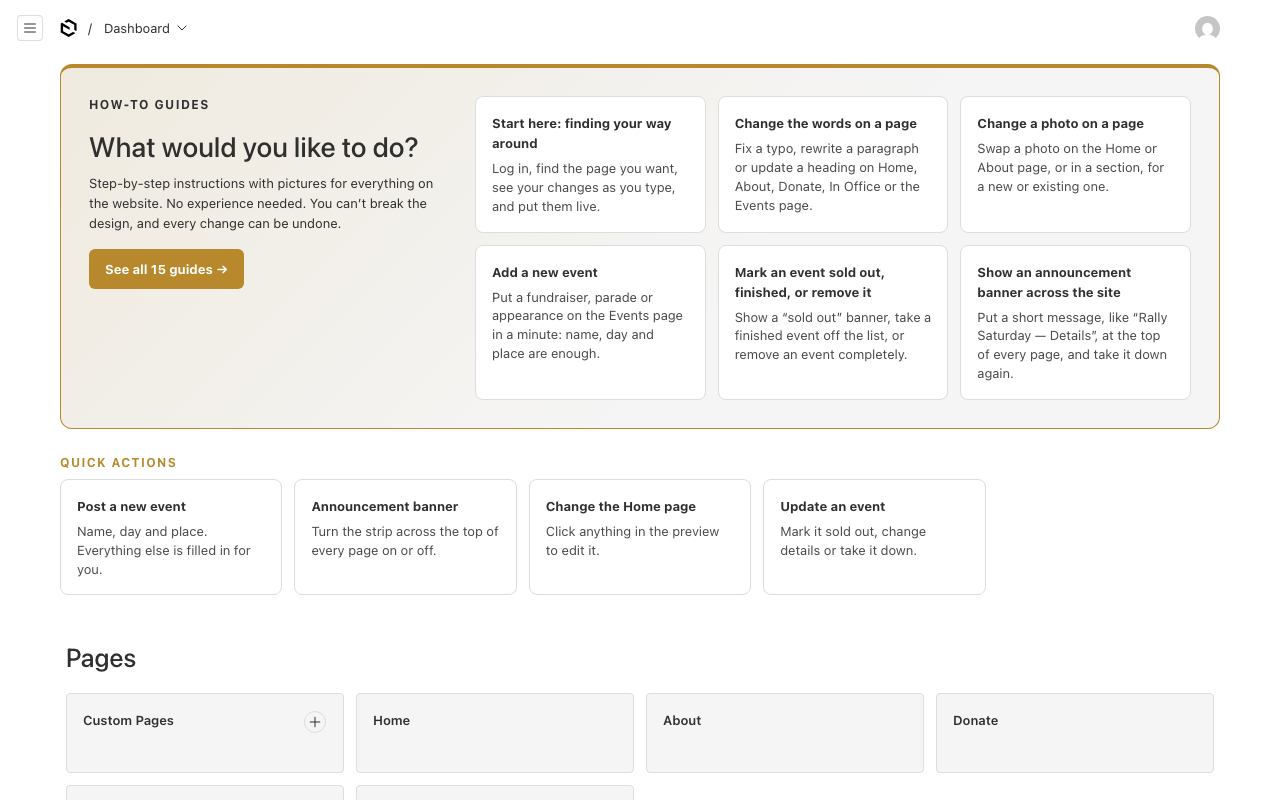 / Dashboard
HOW-TO GUIDES
What would you like to do?
Step-by-step instructions with pictures for everything on
the website. No experience needed. You can’t break the
design, and every change can be undone.
See all 15 guides →
Start here: finding your way
around
Log in, find the page you want,
see your changes as you type,
and put them live.
Change the words on a page
Fix a typo, rewrite a paragraph
or update a heading on Home,
About, Donate, In Office or the
Events page.
Change a photo on a page
Swap a photo on the Home or
About page, or in a section, for
a new or existing one.
Add a new event
Put a fundraiser, parade or
appearance on the Events page
in a minute: name, day and
place are enough.
Mark an event sold out,
finished, or remove it
Show a “sold out” banner, take a
finished event off the list, or
remove an event completely.
Show an announcement
banner across the site
Put a short message, like “Rally
Saturday — Details”, at the top
of every page, and take it down
again.
QUICK ACTIONS
Post a new event
Name, day and place.
Everything else is filled in for
you.
Announcement banner
Turn the strip across the top of
every page on or off.
Change the Home page
Click anything in the preview
to edit it.
Update an event
Mark it sold out, change
details or take it down.
Pages
Custom Pages
Home
About
Donate